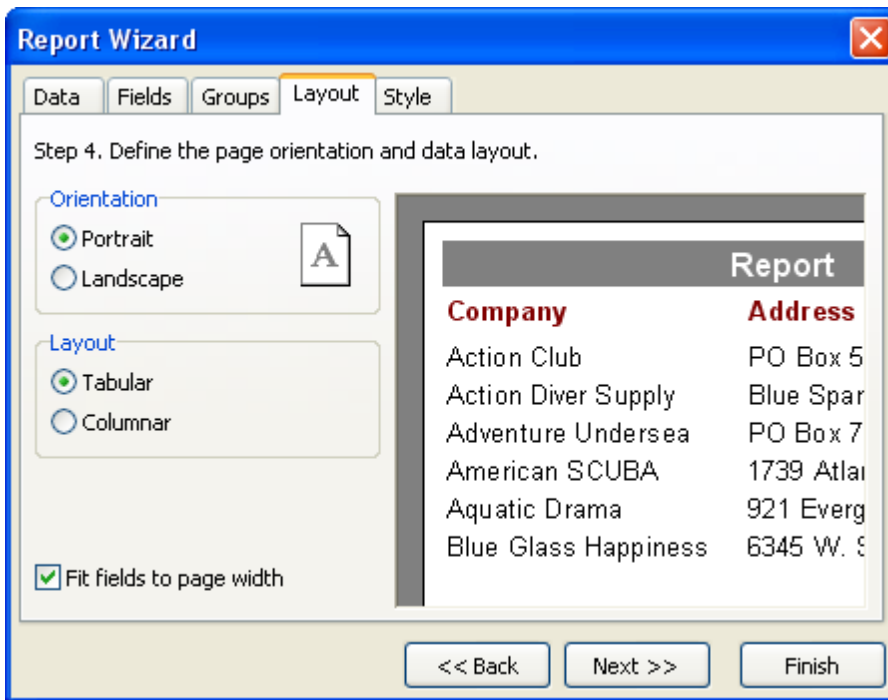 Report Wizard
Data Fields Groups Layout Style
Step 4. Define the page orientation and data layout.
Orientation
Portrait
Landscape
A
Layout
Tabular
Columnar
Fit fields to page width
Report
Company Address
Action Club PO Box 5
Action Diver Supply Blue Spar
Adventure Undersea PO Box 7
American SCUBA 1739 Atla
Aquatic Drama 921 Everg
Blue Glass Happiness 6345 W.
<< Back Next >> Finish